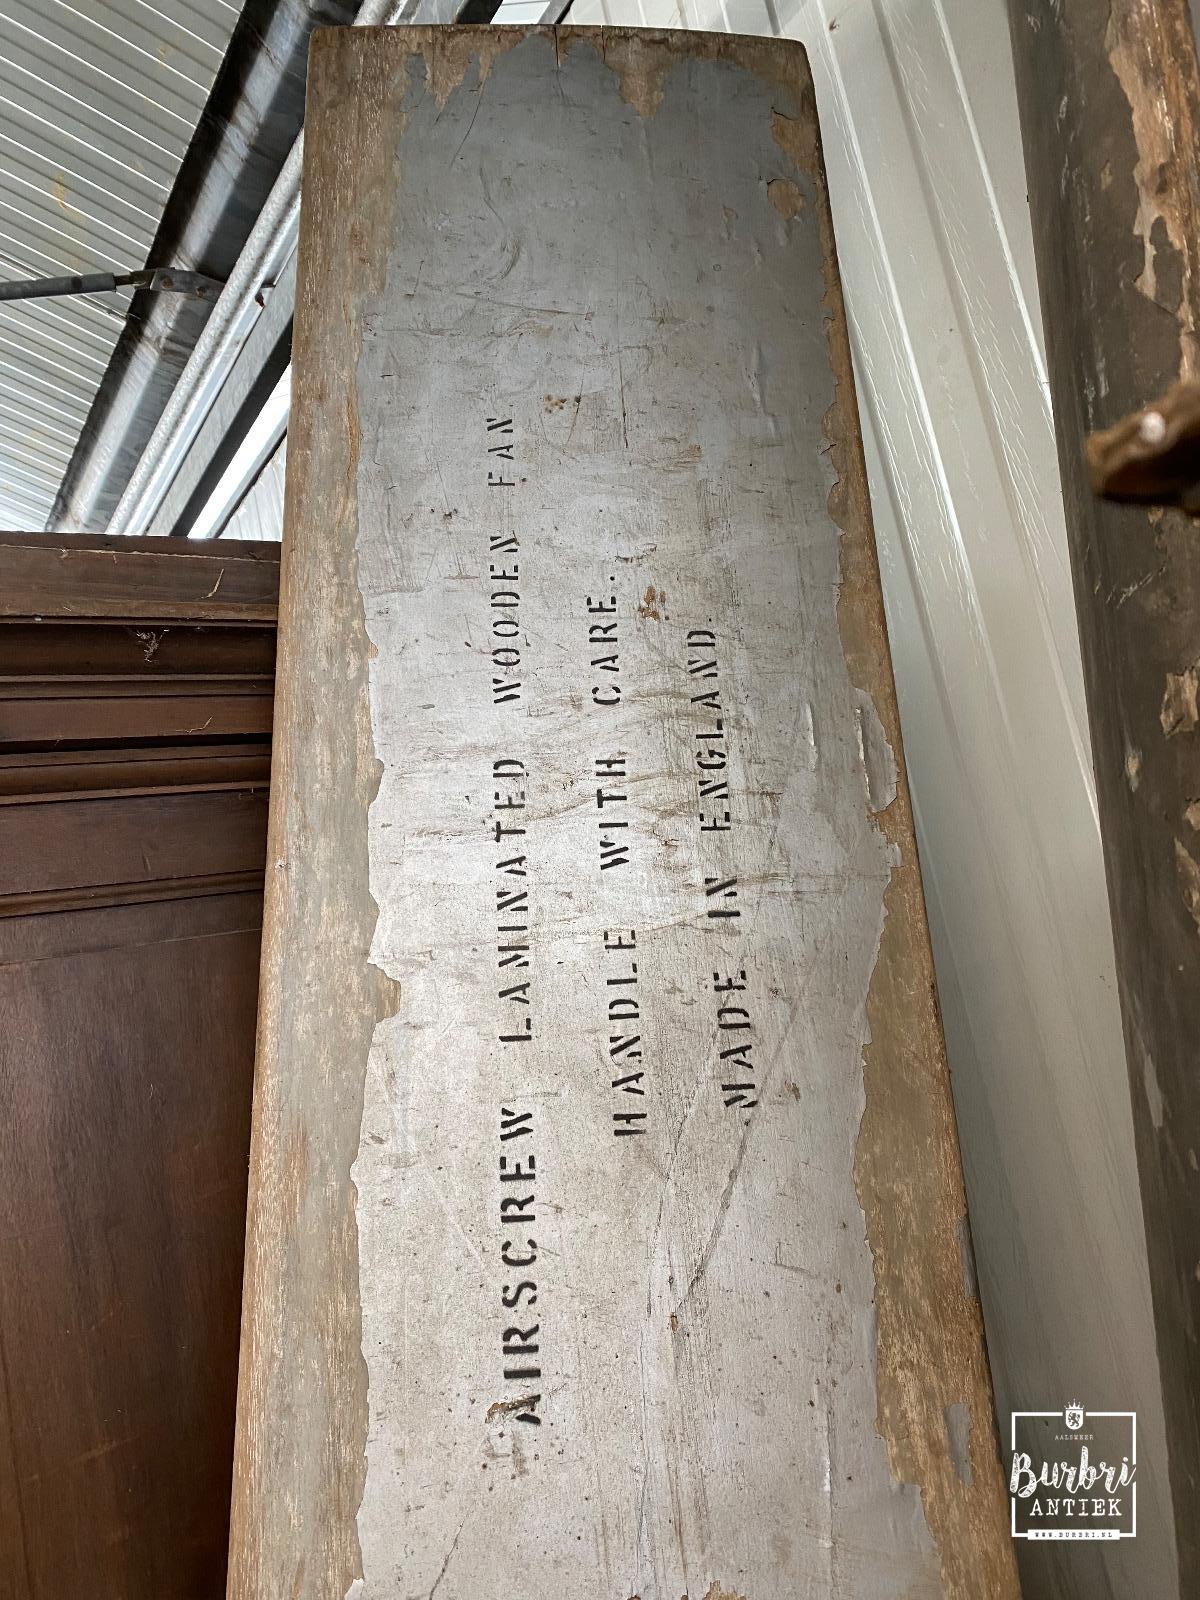 AIRSCREW LAMINATED WOODEN FAN
HANDLE WITH CARE.
MADE IN ENGLAND.
AALSMEER
Burbri
ANTIEK
WWW.BURBRI.NL